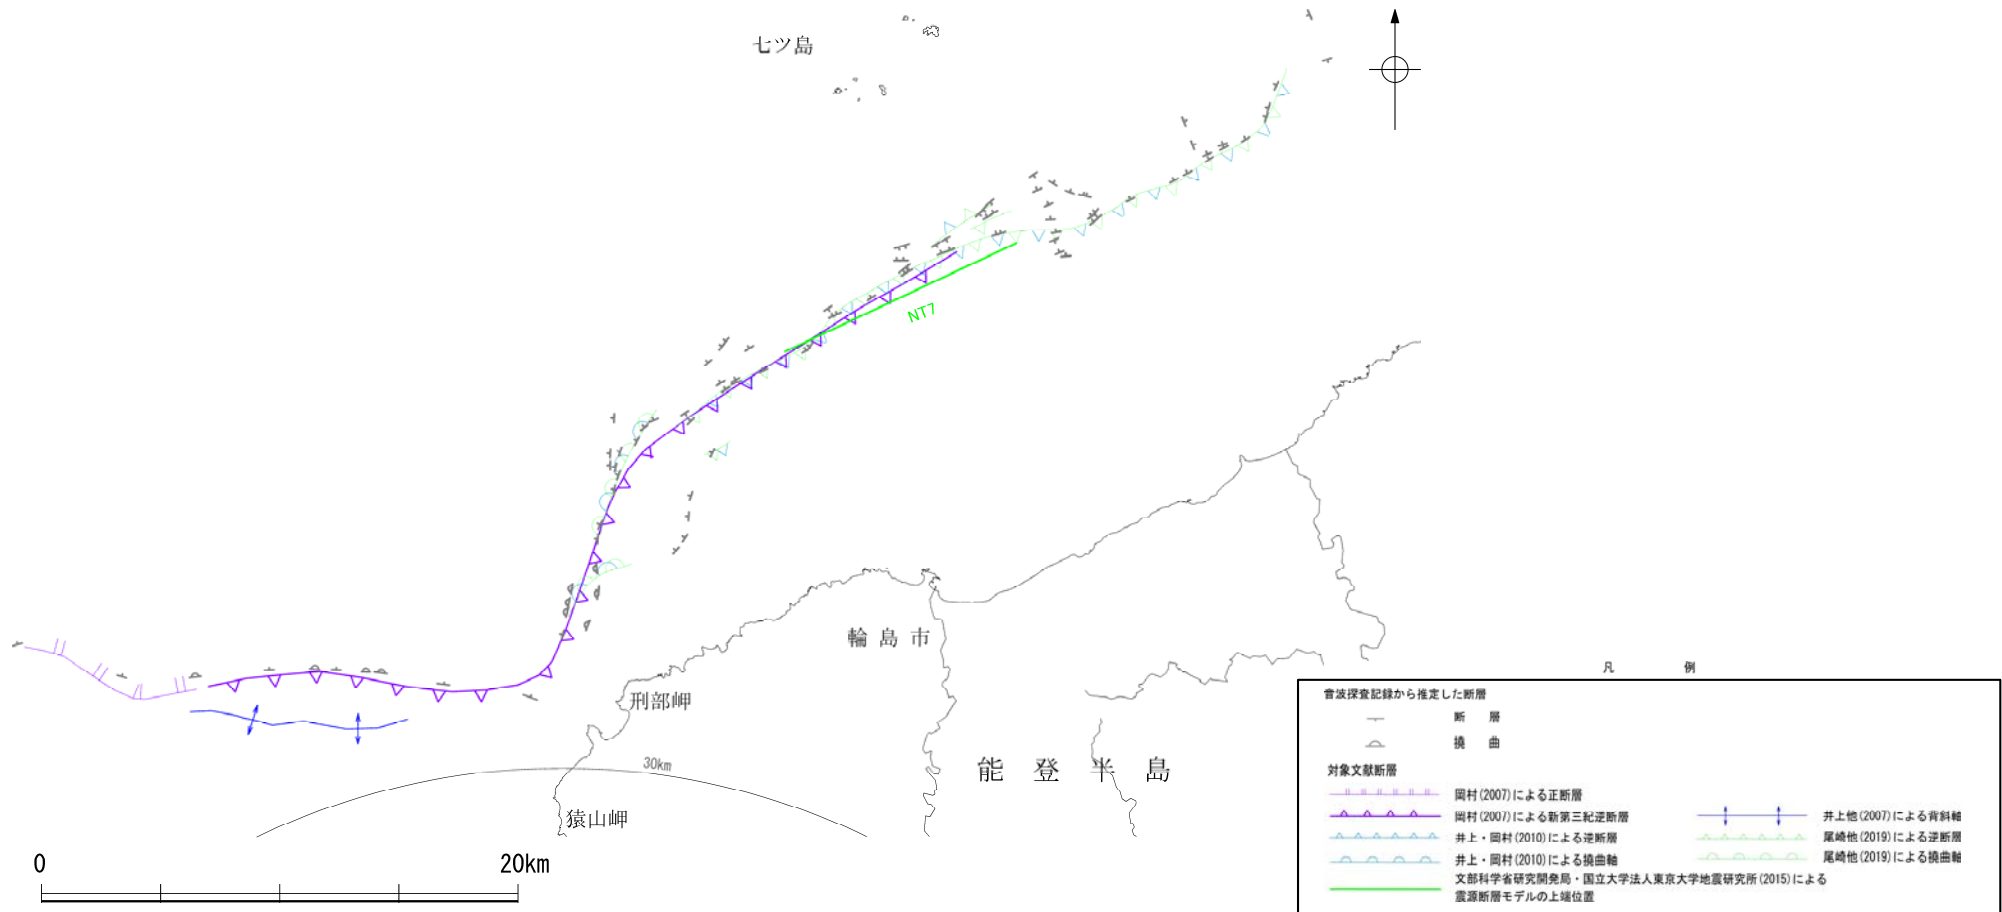 七ツ島
NT7
輪島市
刑部岬
能登半島
30km
猿山岬
0 20km
凡 例
音波探査記録から推定した断層
断 層
撓 曲
対象文献断層
岡村(2007)による正断層
岡村(2007)による新第三紀逆断層
井上他(2007)による背斜軸
井上・岡村(2010)による逆断層
尾崎他(2019)による逆断層
井上・岡村(2010)による撓曲軸
尾崎他(2019)による撓曲軸
文部科学省研究開発局・国立大学法人東京大学地震研究所(2015)による
震源断層モデルの上端位置